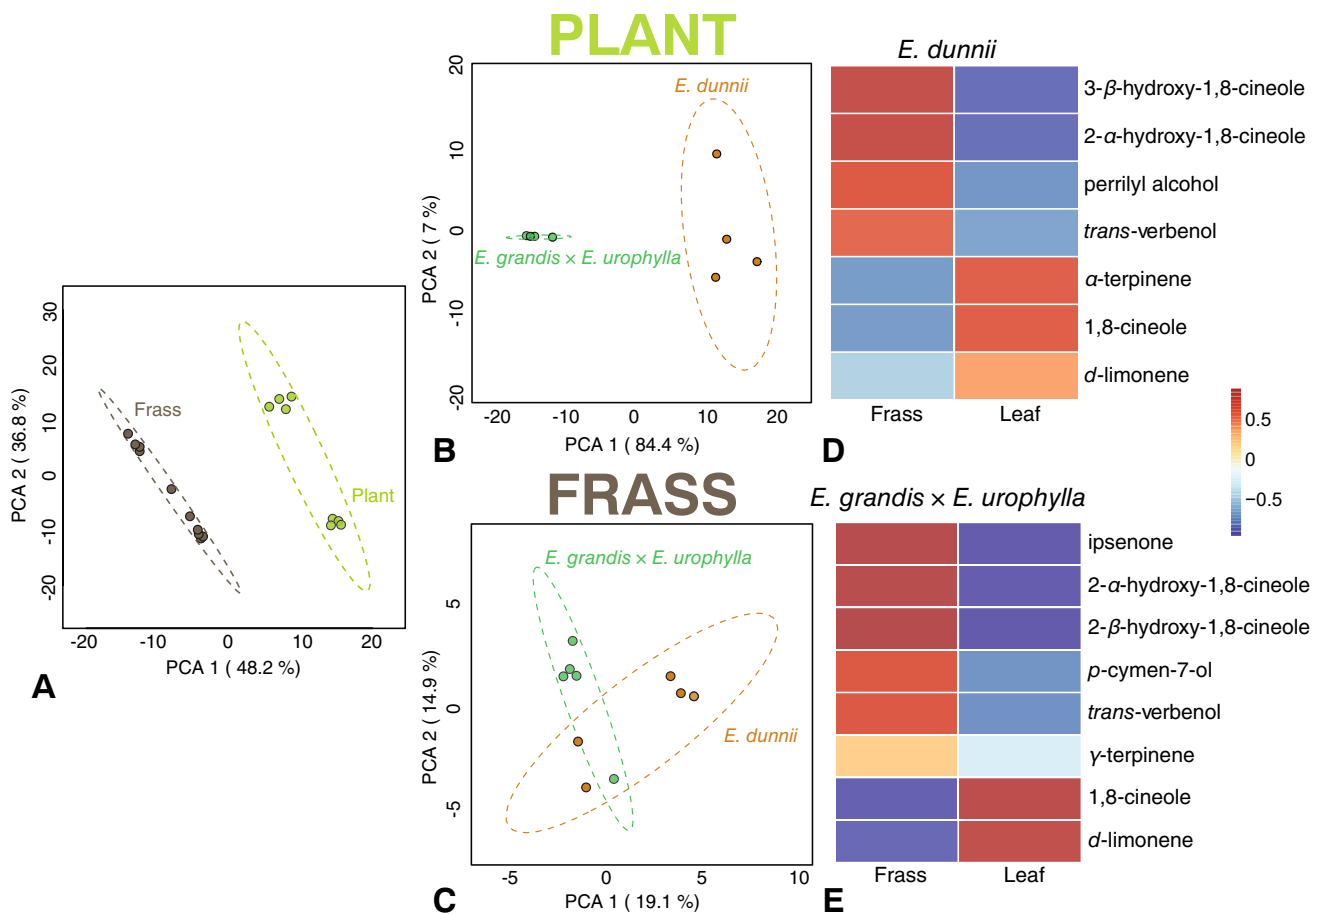 PLANT
20
10
0
-10
-20
PCA 2 ( 7 %)
E. dunnii
E. grandis × E. urophylla
-20 -10 0 10 20
PCA 1 ( 84.4 %)
B
E. dunnii
3-β-hydroxy-1,8-cineole
2-α-hydroxy-1,8-cineole
perrilyl alcohol
trans-verbenol
α-terpinene
1,8-cineole
d-limonene
Frass Leaf
D
30
20
10
0
-10
-20
PCA 2 ( 36.8 %)
Frass
Plant
-20 -10 0 10 20
PCA 1 ( 48.2 %)
A
0.5
0
−0.5
FRASS
5
0
-5
PCA 2 ( 14.9 %)
E. grandis × E. urophylla
E. dunnii
-5 0 5 10
PCA 1 ( 19.1 %)
C
E. grandis × E. urophylla
ipsenone
2-α-hydroxy-1,8-cineole
2-β-hydroxy-1,8-cineole
p-cymen-7-ol
trans-verbenol
γ-terpinene
1,8-cineole
d-limonene
Frass Leaf
E